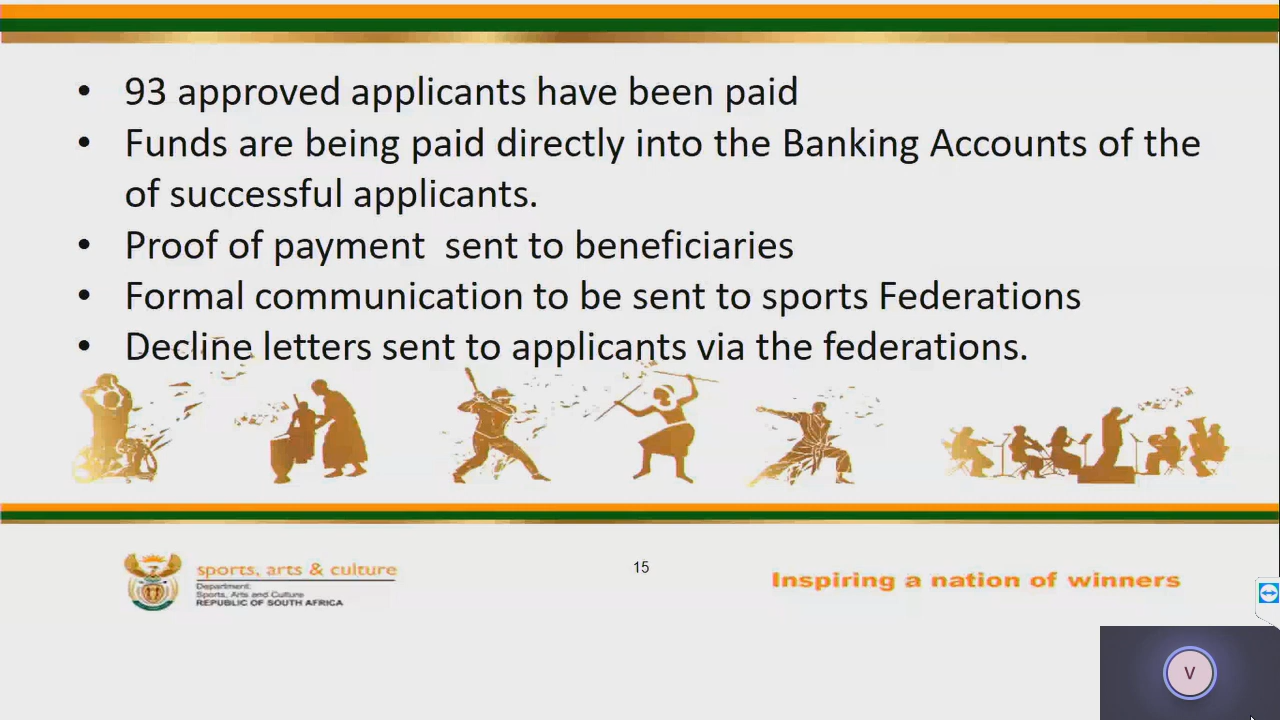 • 93 approved applicants have been paid
• Funds are being paid directly into the Banking Accounts of the
of successful applicants.
• Proof of payment  sent to beneficiaries
• Formal communication to be sent to sports Federations
• Decline letters sent to applicants via the federations.
sports, arts & culture
Department:
Sports, Arts and Culture
REPUBLIC OF SOUTH AFRICA
15
Inspiring a nation of winners
V